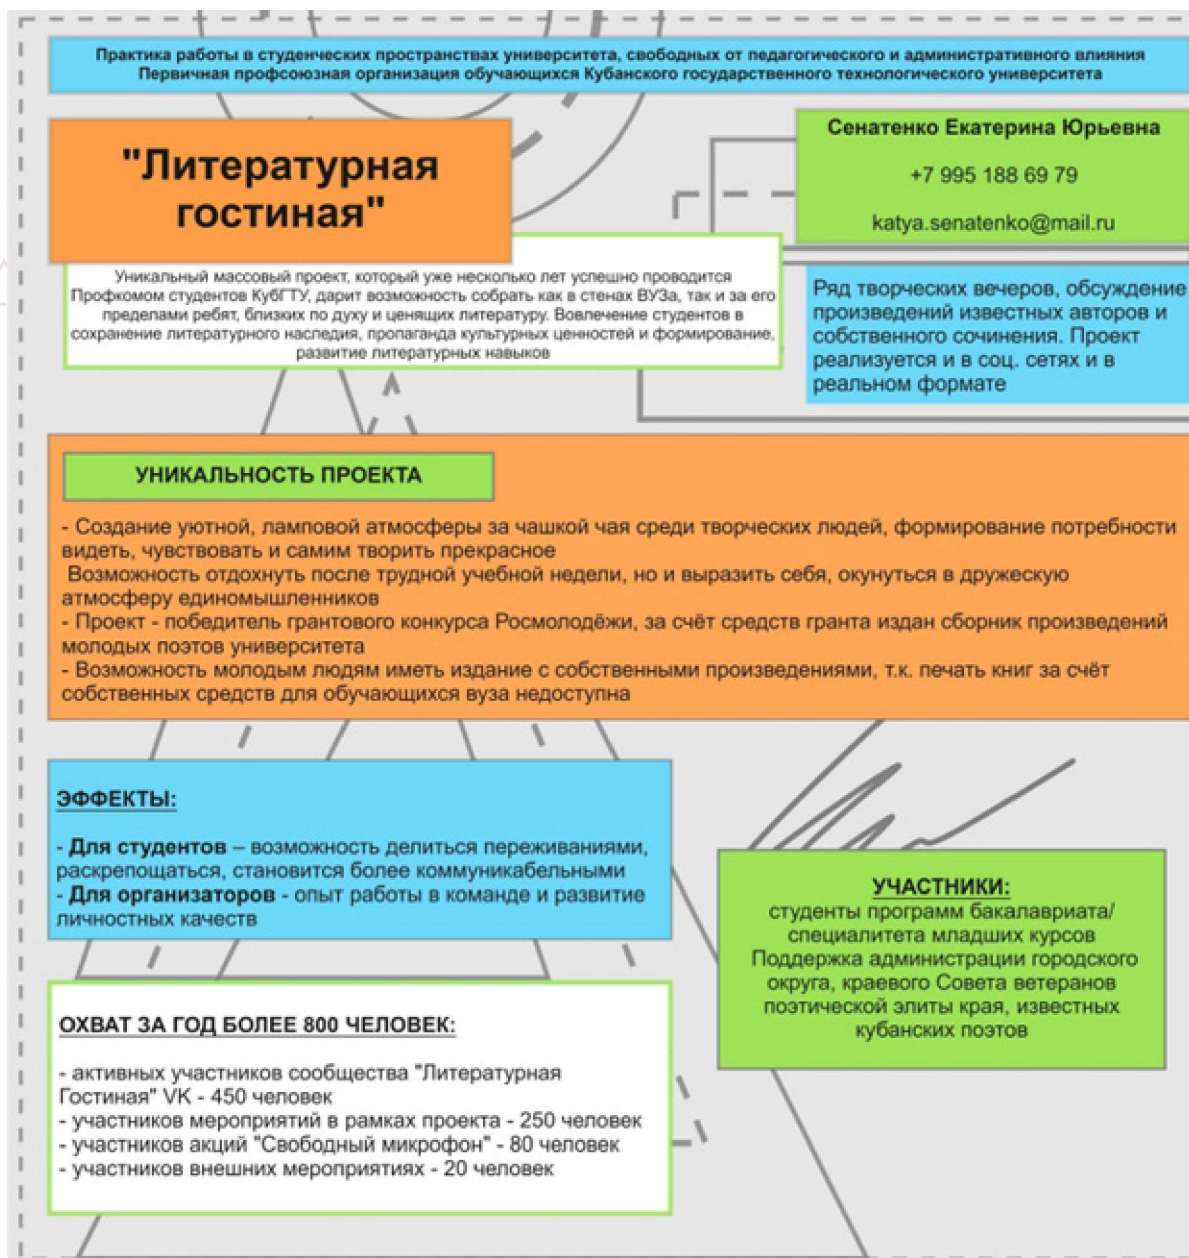 Практика работы в студенческих пространствах университета, свободных от педагогического и административного влияния
Первичная профсоюзная организация обучающихся Кубанского государственного технологического университета
"Литературная
гостиная"
Сенатенко Екатерина Юрьевна
+7 995 188 69 79
katya.senatenko@mail.ru
Уникальный массовый проект, который уже несколько лет успешно проводится
Профкомом студентов КубГТУ, дарит возможность собрать как в стенах ВУЗа, так и за его
пределами ребят, близких по духу и ценящих литературу. Вовлечение студентов в
сохранение литературного наследия, пропаганда культурных ценностей и формирование,
развитие литературных навыков
Ряд творческих вечеров, обсуждение
произведений известных авторов и
собственного сочинения. Проект
реализуется и в соц. сетях и в
реальном формате
УНИКАЛЬНОСТЬ ПРОЕКТА
- Создание уютной, ламповой атмосферы за чашкой чая среди творческих людей, формирование потребности
видеть, чувствовать и самим творить прекрасное
Возможность отдохнуть после трудной учебной недели, но и выразить себя, окунуться в дружескую
атмосферу единомышленников
- Проект - победитель грантового конкурса Росмолодёжи, за счёт средств гранта издан сборник произведений
молодых поэтов университета
- Возможность молодым людям иметь издание с собственными произведениями, т.к. печать книг за счёт
собственных средств для обучающихся вуза недоступна
ЭФФЕКТЫ:
- Для студентов – возможность делиться переживаниями,
раскрепощаться, становится более коммуникабельными
- Для организаторов - опыт работы в команде и развитие
личностных качеств
УЧАСТНИКИ:
студенты программ бакалавриата/
специалитета младших курсов
Поддержка администрации городского
округа, краевого Совета ветеранов
поэтической элиты края, известных
кубанских поэтов
ОХВАТ ЗА ГОД БОЛЕЕ 800 ЧЕЛОВЕК:
- активных участников сообщества "Литературная
Гостиная" VK - 450 человек
- участников мероприятий в рамках проекта - 250 человек
- участников акций "Свободный микрофон" - 80 человек
- участников внешних мероприятиях - 20 человек